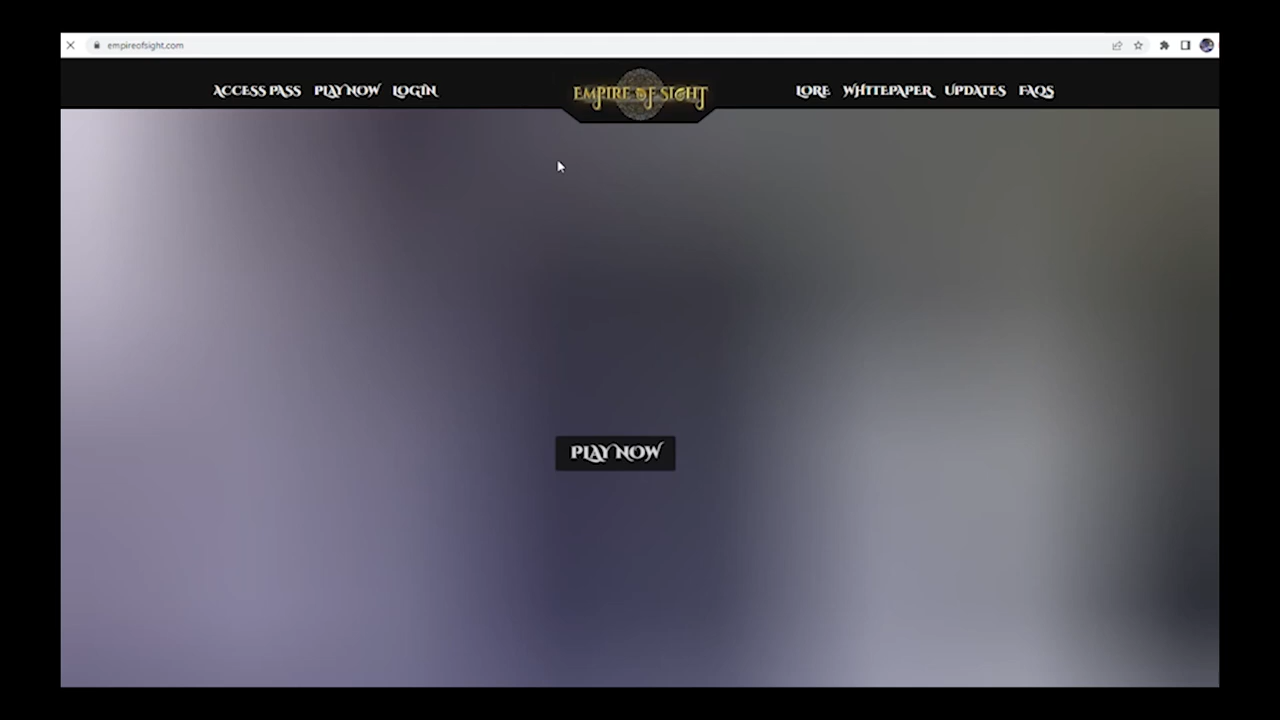 empireofsight.com
ACCESS PASS PLAY NOW LOGIN
EMPIRE OF SIGHT
LORE WHITEPAPER UPDATES FAQS
PLAY NOW